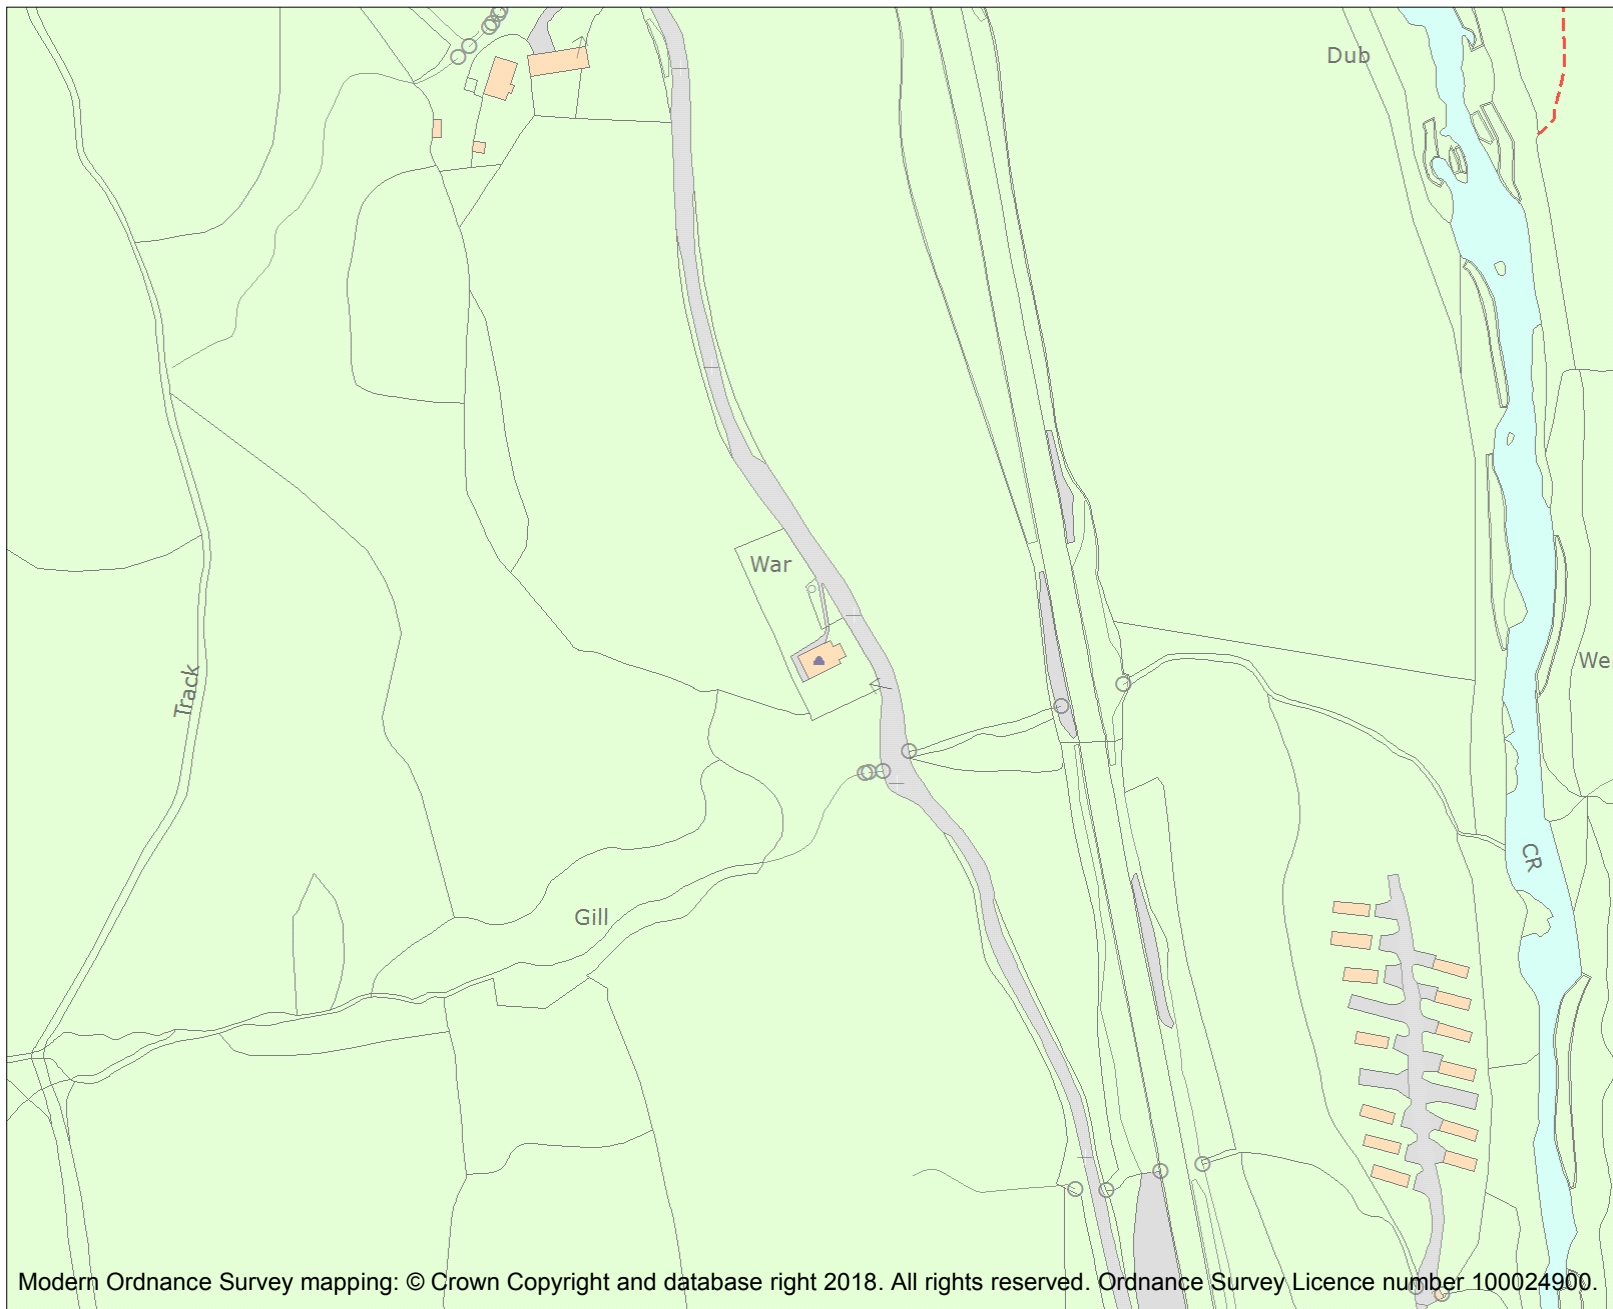 Dub
War
We
Track
CR
Gill
Modern Ordnance Survey mapping: © Crown Copyright and database right 2018. All rights reserved. Ordnance Survey Licence number 100024900.